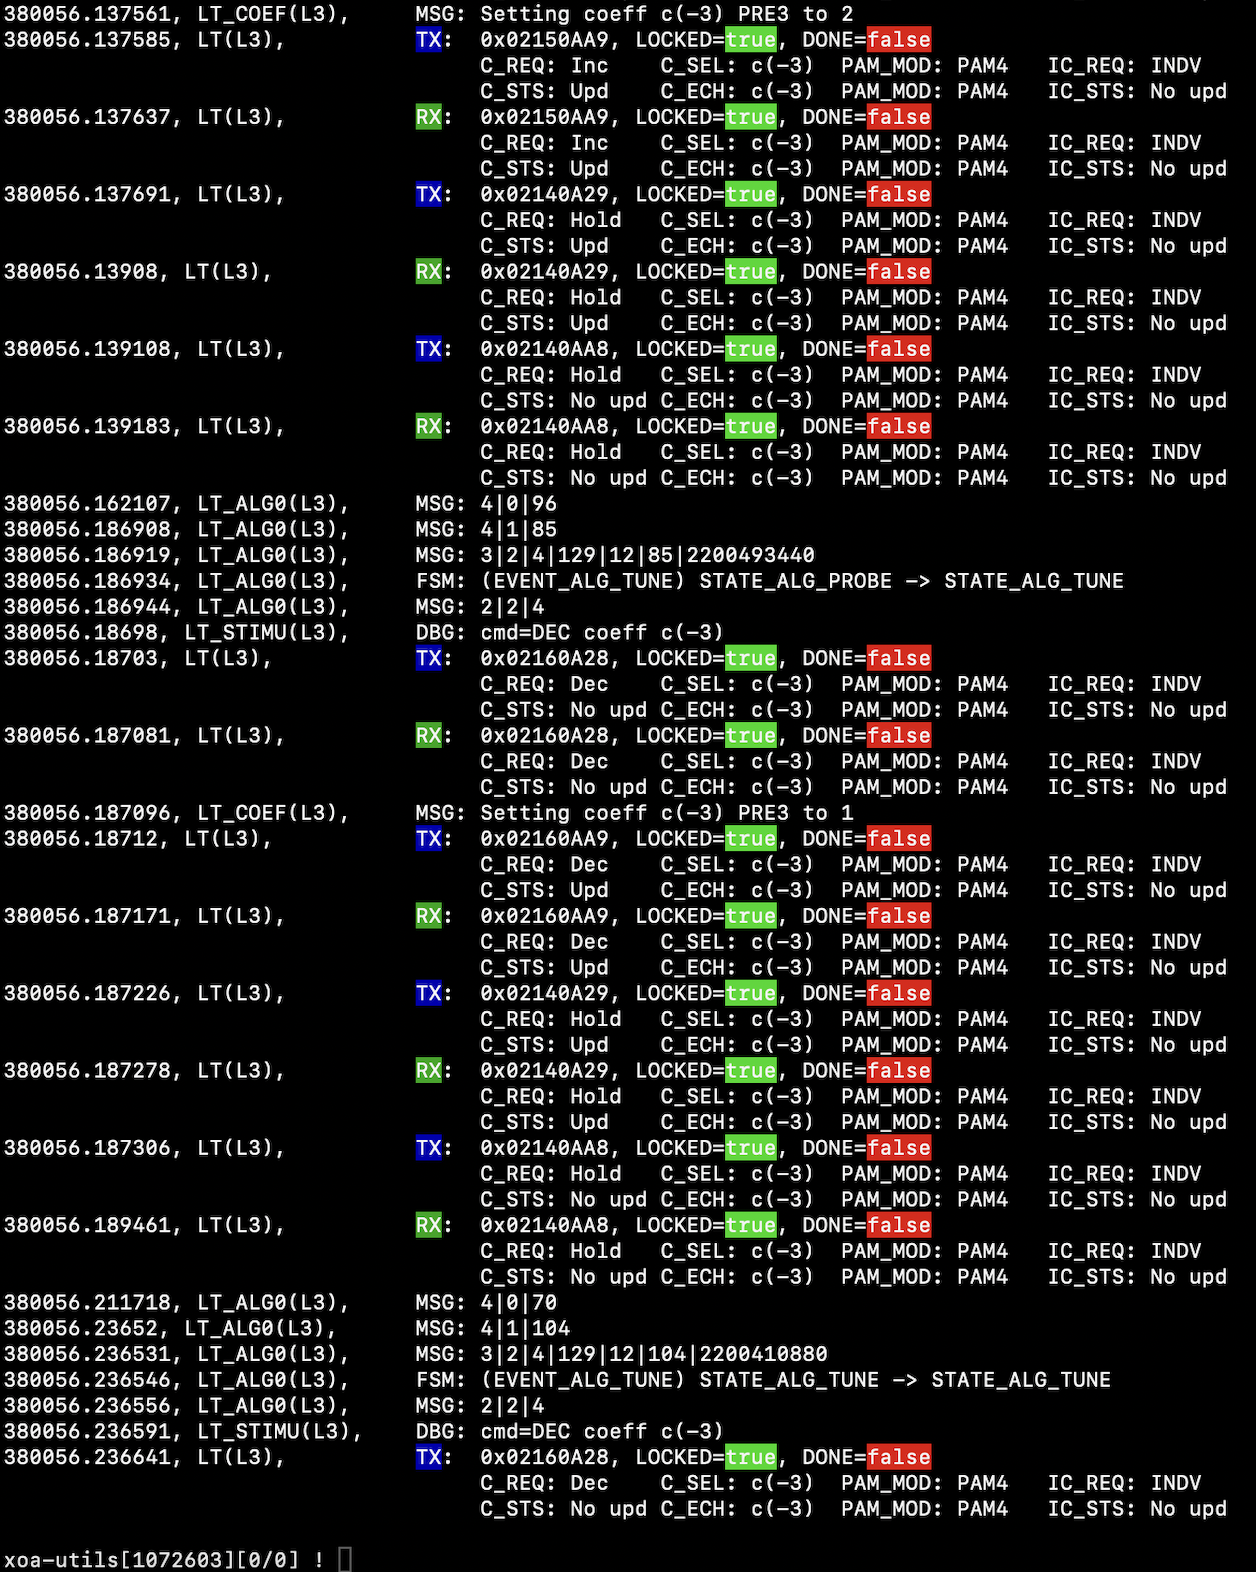 380056.137561, LT_COEF(L3),     MSG: Setting coeff c(-3) PRE3 to 2
380056.137585, LT(L3),          TX:  0x02150AA9, LOCKED=true, DONE=false
C_REQ: Inc    C_SEL: c(-3)  PAM_MOD: PAM4   IC_REQ: INDV
C_STS: Upd    C_ECH: c(-3)  PAM_MOD: PAM4   IC_STS: No upd
380056.137637, LT(L3),          RX:  0x02150AA9, LOCKED=true, DONE=false
C_REQ: Inc    C_SEL: c(-3)  PAM_MOD: PAM4   IC_REQ: INDV
C_STS: Upd    C_ECH: c(-3)  PAM_MOD: PAM4   IC_STS: No upd
380056.137691, LT(L3),          TX:  0x02140A29, LOCKED=true, DONE=false
C_REQ: Hold   C_SEL: c(-3)  PAM_MOD: PAM4   IC_REQ: INDV
C_STS: Upd    C_ECH: c(-3)  PAM_MOD: PAM4   IC_STS: No upd
380056.13908, LT(L3),           RX:  0x02140A29, LOCKED=true, DONE=false
C_REQ: Hold   C_SEL: c(-3)  PAM_MOD: PAM4   IC_REQ: INDV
C_STS: Upd    C_ECH: c(-3)  PAM_MOD: PAM4   IC_STS: No upd
380056.139108, LT(L3),          TX:  0x02140AA8, LOCKED=true, DONE=false
C_REQ: Hold   C_SEL: c(-3)  PAM_MOD: PAM4   IC_REQ: INDV
C_STS: No upd C_ECH: c(-3)  PAM_MOD: PAM4   IC_STS: No upd
380056.139183, LT(L3),          RX:  0x02140AA8, LOCKED=true, DONE=false
C_REQ: Hold   C_SEL: c(-3)  PAM_MOD: PAM4   IC_REQ: INDV
C_STS: No upd C_ECH: c(-3)  PAM_MOD: PAM4   IC_STS: No upd
380056.162107, LT_ALG0(L3),     MSG: 4|0|96
380056.186908, LT_ALG0(L3),     MSG: 4|1|85
380056.186919, LT_ALG0(L3),     MSG: 3|2|4|129|12|85|2200493440
380056.186934, LT_ALG0(L3),     FSM: (EVENT_ALG_TUNE) STATE_ALG_PROBE -> STATE_ALG_TUNE
380056.186944, LT_ALG0(L3),     MSG: 2|2|4
380056.18698, LT_STIMU(L3),     DBG: cmd=DEC coeff c(-3)
380056.18703, LT(L3),           TX:  0x02160A28, LOCKED=true, DONE=false
C_REQ: Dec    C_SEL: c(-3)  PAM_MOD: PAM4   IC_REQ: INDV
C_STS: No upd C_ECH: c(-3)  PAM_MOD: PAM4   IC_STS: No upd
380056.187081, LT(L3),          RX:  0x02160A28, LOCKED=true, DONE=false
C_REQ: Dec    C_SEL: c(-3)  PAM_MOD: PAM4   IC_REQ: INDV
C_STS: No upd C_ECH: c(-3)  PAM_MOD: PAM4   IC_STS: No upd
380056.187096, LT_COEF(L3),     MSG: Setting coeff c(-3) PRE3 to 1
380056.18712, LT(L3),           TX:  0x02160AA9, LOCKED=true, DONE=false
C_REQ: Dec    C_SEL: c(-3)  PAM_MOD: PAM4   IC_REQ: INDV
C_STS: Upd    C_ECH: c(-3)  PAM_MOD: PAM4   IC_STS: No upd
380056.187171, LT(L3),          RX:  0x02160AA9, LOCKED=true, DONE=false
C_REQ: Dec    C_SEL: c(-3)  PAM_MOD: PAM4   IC_REQ: INDV
C_STS: Upd    C_ECH: c(-3)  PAM_MOD: PAM4   IC_STS: No upd
380056.187226, LT(L3),          TX:  0x02140A29, LOCKED=true, DONE=false
C_REQ: Hold   C_SEL: c(-3)  PAM_MOD: PAM4   IC_REQ: INDV
C_STS: Upd    C_ECH: c(-3)  PAM_MOD: PAM4   IC_STS: No upd
380056.187278, LT(L3),          RX:  0x02140A29, LOCKED=true, DONE=false
C_REQ: Hold   C_SEL: c(-3)  PAM_MOD: PAM4   IC_REQ: INDV
C_STS: Upd    C_ECH: c(-3)  PAM_MOD: PAM4   IC_STS: No upd
380056.187306, LT(L3),          TX:  0x02140AA8, LOCKED=true, DONE=false
C_REQ: Hold   C_SEL: c(-3)  PAM_MOD: PAM4   IC_REQ: INDV
C_STS: No upd C_ECH: c(-3)  PAM_MOD: PAM4   IC_STS: No upd
380056.189461, LT(L3),          RX:  0x02140AA8, LOCKED=true, DONE=false
C_REQ: Hold   C_SEL: c(-3)  PAM_MOD: PAM4   IC_REQ: INDV
C_STS: No upd C_ECH: c(-3)  PAM_MOD: PAM4   IC_STS: No upd
380056.211718, LT_ALG0(L3),     MSG: 4|0|70
380056.23652, LT_ALG0(L3),      MSG: 4|1|104
380056.236531, LT_ALG0(L3),     MSG: 3|2|4|129|12|104|2200410880
380056.236546, LT_ALG0(L3),     FSM: (EVENT_ALG_TUNE) STATE_ALG_TUNE -> STATE_ALG_TUNE
380056.236556, LT_ALG0(L3),     MSG: 2|2|4
380056.236591, LT_STIMU(L3),    DBG: cmd=DEC coeff c(-3)
380056.236641, LT(L3),          TX:  0x02160A28, LOCKED=true, DONE=false
C_REQ: Dec    C_SEL: c(-3)  PAM_MOD: PAM4   IC_REQ: INDV
C_STS: No upd C_ECH: c(-3)  PAM_MOD: PAM4   IC_STS: No upd
xoa-utils[1072603][0/0] !